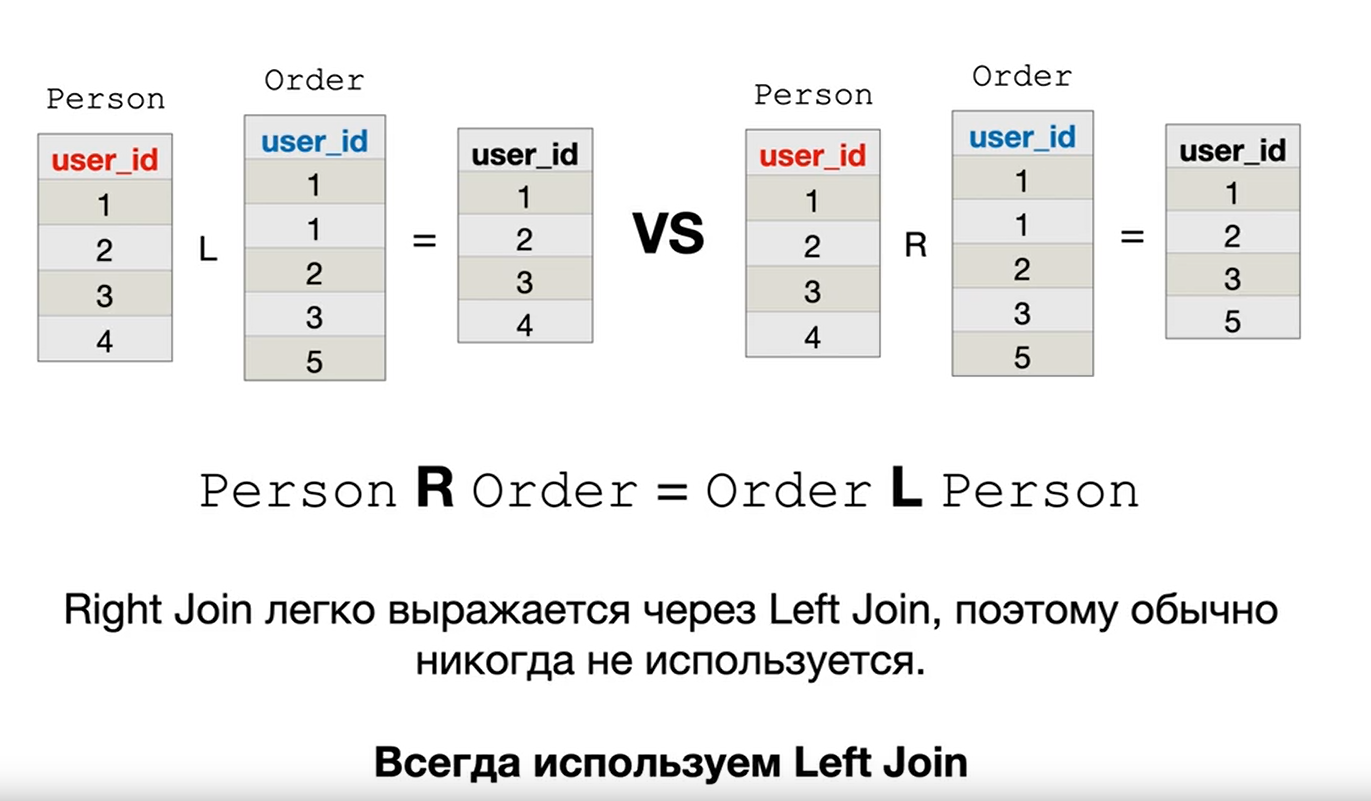 Person
Order
user_id
1
2
3
4
L
user_id
1
1
2
3
5
=
user_id
1
2
3
4
VS
Person
Order
user_id
1
2
3
4
R
user_id
1
1
2
3
5
=
user_id
1
2
3
5
Person R Order = Order L Person
Right Join легко выражается через Left Join, поэтому обычно
никогда не используется.
Всегда используем Left Join